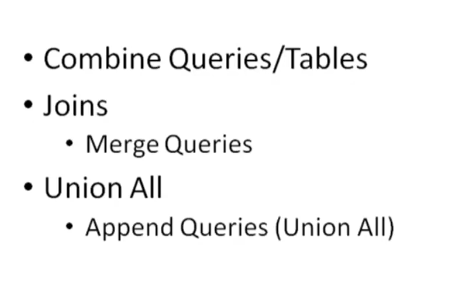 • Combine Queries/Tables
• Joins
• Merge Queries
• Union All
• Append Queries (Union All)